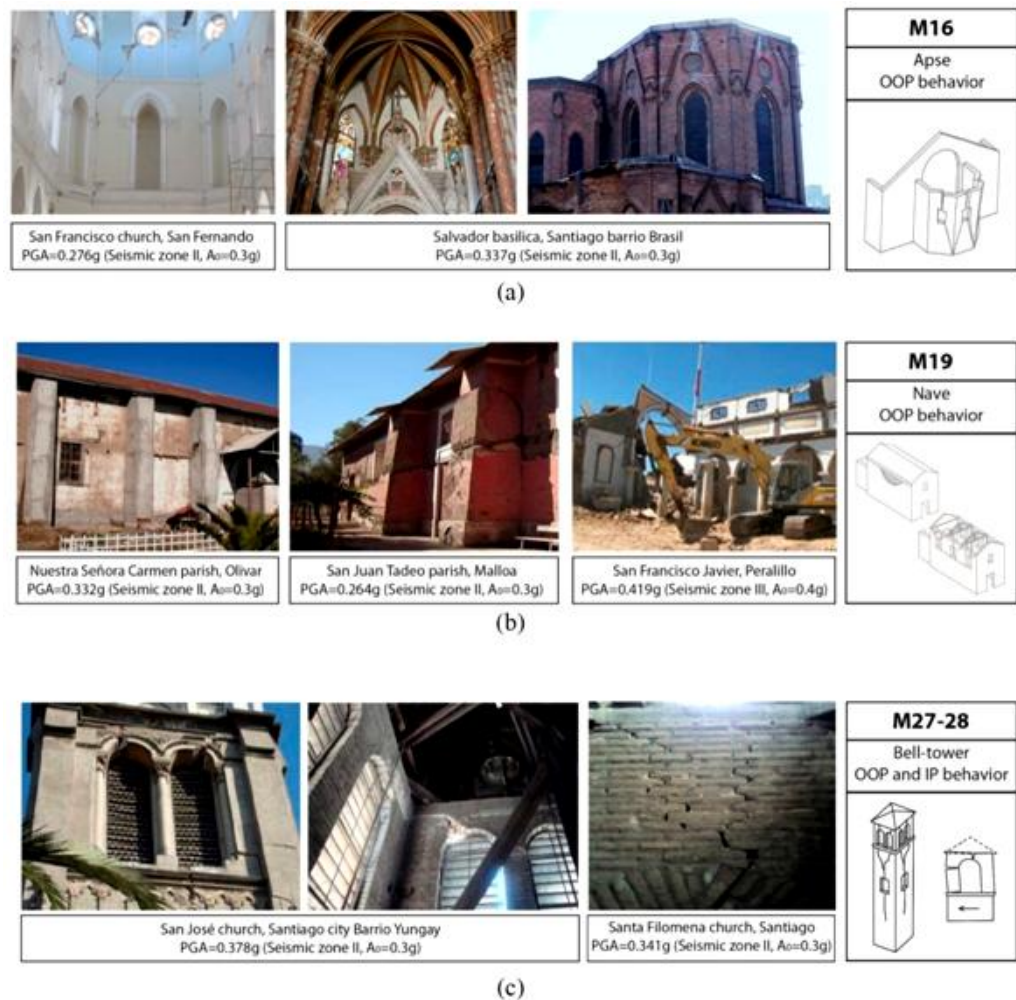 M16
Apse
OOP behavior
San Francisco church, San Fernando
PGA=0.276g (Seismic zone II, A₀=0.3g)
Salvador basilica, Santiago barrio Brasil
PGA=0.337g (Seismic zone II, A₀=0.3g)
(a)
M19
Nave
OOP behavior
Nuestra Señora Carmen parish, Olivar
PGA=0.332g (Seismic zone II, A₀=0.3g)
San Juan Tadeo parish, Malloa
PGA=0.264g (Seismic zone II, A₀=0.3g)
San Francisco Javier, Peralillo
PGA=0.419g (Seismic zone III, A₀=0.4g)
(b)
M27-28
Bell-tower
OOP and IP behavior
San José church, Santiago city Barrio Yungay
PGA=0.378g (Seismic zone II, A₀=0.3g)
Santa Filomena church, Santiago
PGA=0.341g (Seismic zone II, A₀=0.3g)
(c)